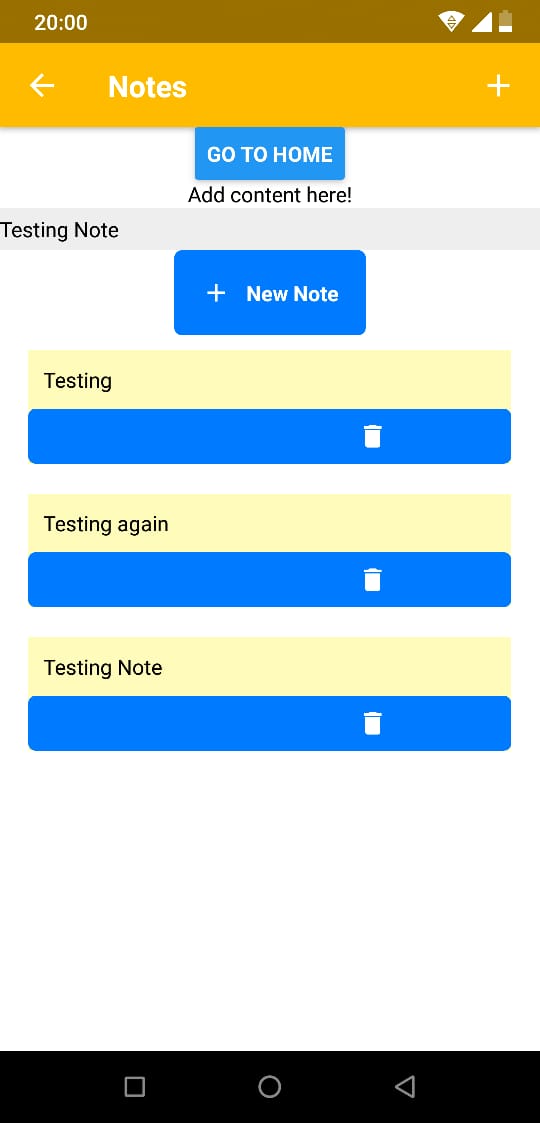 20:00
Notes
GO TO HOME
Add content here!
Testing Note
New Note
Testing
Testing again
Testing Note